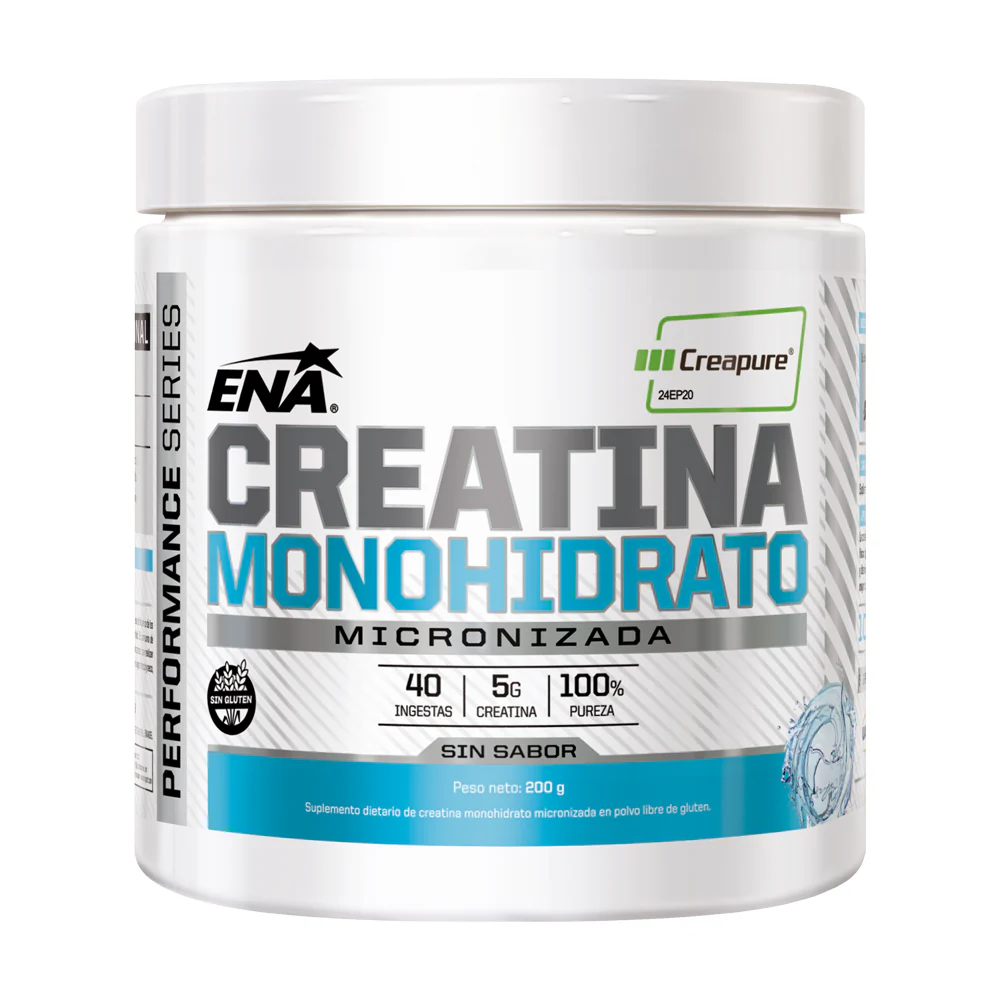 PERFORMANCE SERIES
ENA®
Creapure®
24EP20
CREATINA
MONOHIDRATO
MICRONIZADA
40 INGESTAS
5G CREATINA
100% PUREZA
SIN GLUTEN
SIN SABOR
Peso neto: 200 g
Suplemento dietario de creatina monohidrato micronizada en polvo libre de gluten.